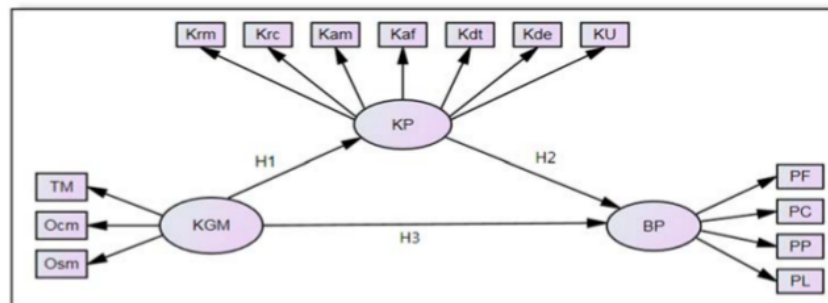 Krm Krc Kam Kaf Kdt Kde KU
KP
H1
H2
TM
Ocm
Osm
KGM
H3
BP
PF
PC
PP
PL